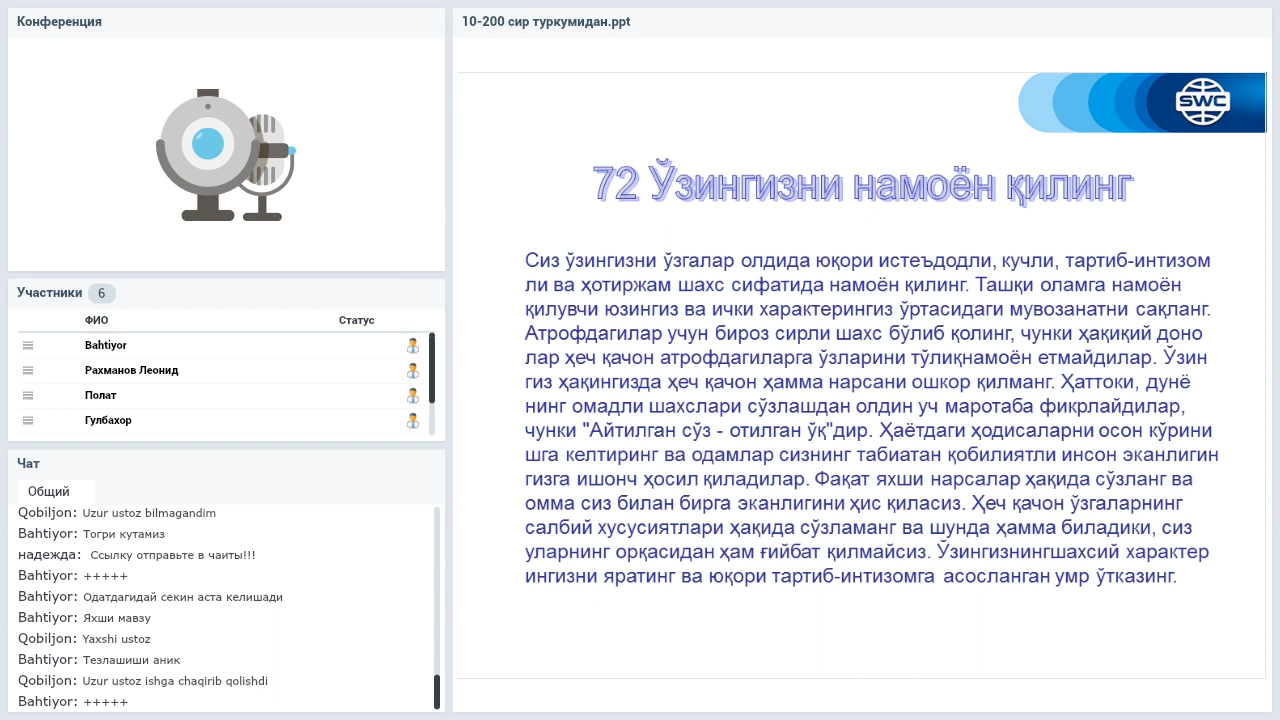 Конференция
Участники 6
ФИО Статус
Bahtiyor
Рахманов Леонид
Полат
Гулбахор
Чат
Общий
Qobiljon: Uzur ustoz bilmagandim
Bahtiyor: Тогри кутамиз
надежда: Ссылку отправьте в чаиты!!!
Bahtiyor: +++++
Bahtiyor: Одатдагидай секин аста келишади
Bahtiyor: Яхши мавзу
Qobiljon: Yaxshi ustoz
Bahtiyor: Тезлашиши аник
Qobiljon: Uzur ustoz ishga chaqirib qolishdi
Bahtiyor: +++++
10-200 сир туркумидан.ppt
SWC
72 Ўзингизни намоён қилинг
Сиз ўзингизни ўзгалар олдида юқори истеъдодли, кучли, тартиб-интизом
ли ва ҳотиржам шахс сифатида намоён қилинг. Ташқи оламга намоён
қилувчи юзингиз ва ички характерингиз ўртасидаги мувозанатни сақланг.
Атрофдагилар учун бироз сирли шахс бўлиб қолинг, чунки ҳақиқий доно
лар ҳеч қачон атрофдагиларга ўзларини тўлиқнамоён етмайдилар. Ўзин
гиз ҳақингизда ҳеч қачон ҳамма нарсани ошкор қилманг. Ҳаттоки, дунё
нинг омадли шахслари сўзлашдан олдин уч маротаба фикрлайдилар,
чунки "Айтилган сўз - отилган ўқ"дир. Ҳаётдаги ҳодисаларни осон кўрини
шга келтиринг ва одамлар сизнинг табиатан қобилиятли инсон эканлигин
гизга ишонч ҳосил қиладилар. Фақат яхши нарсалар ҳақида сўзланг ва
омма сиз билан бирга эканлигини ҳис қиласиз. Ҳеч қачон ўзгаларнинг
салбий хусусиятлари ҳақида сўзламанг ва шунда ҳамма биладики, сиз
уларнинг орқасидан ҳам ғийбат қилмайсиз. Ўзингизнингшахсий характер
ингизни яратинг ва юқори тартиб-интизомга асосланган умр ўтказинг.